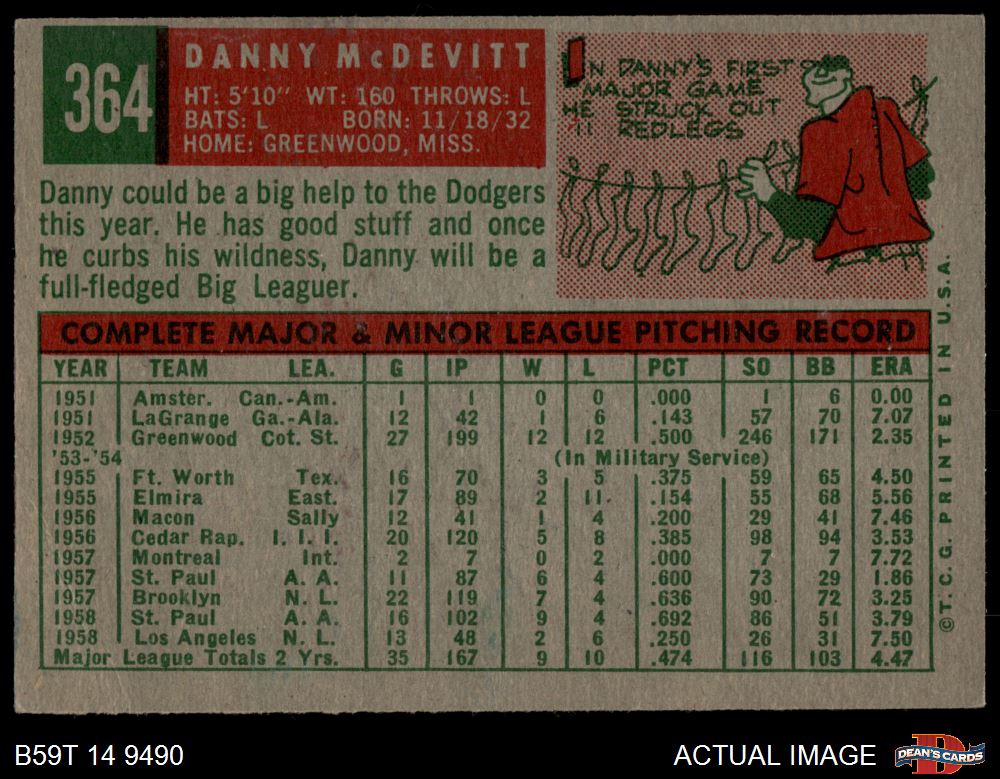 364
DANNY McDEVITT
HT: 5'10" WT: 160 THROWS: L
BATS: L BORN: 11/18/32
HOME: GREENWOOD, MISS.
IN DANNY'S FIRST
MAJOR GAME
HE STRUCK OUT
11 REDLEGS
Danny could be a big help to the Dodgers
this year. He has good stuff and once
he curbs his wildness, Danny will be a
full-fledged Big Leaguer.
COMPLETE MAJOR & MINOR LEAGUE PITCHING RECORD
YEAR TEAM LEA. G IP W L PCT SO BB ERA
1951 Amster. Can.-Am. 1 1 0 0 .000 1 6 0.00
1951 LaGrange Ga.-Ala. 12 42 1 6 .143 57 70 7.07
1952 Greenwood Cot. St. 27 199 12 12 .500 246 171 2.35
'53-'54 (In Military Service)
1955 Ft. Worth Tex. 16 70 3 5 .375 59 65 4.50
1955 Elmira East. 17 89 2 11 .154 55 68 5.56
1956 Macon Sally 12 41 1 4 .200 29 41 7.46
1956 Cedar Rap. I. I. I. 20 120 5 8 .385 98 94 3.53
1957 Montreal Int. 2 7 0 2 .000 7 7 7.72
1957 St. Paul A. A. 11 87 6 4 .600 73 29 1.86
1957 Brooklyn N. L. 22 119 7 4 .636 90 72 3.25
1958 St. Paul A. A. 16 102 9 4 .692 86 51 3.79
1958 Los Angeles N. L. 13 48 2 6 .250 26 31 7.50
Major League Totals 2 Yrs. 35 167 9 10 .474 116 103 4.47
©T. C. G. PRINTED IN U.S.A.
B59T 14 9490
ACTUAL IMAGE
DEAN'S CARDS